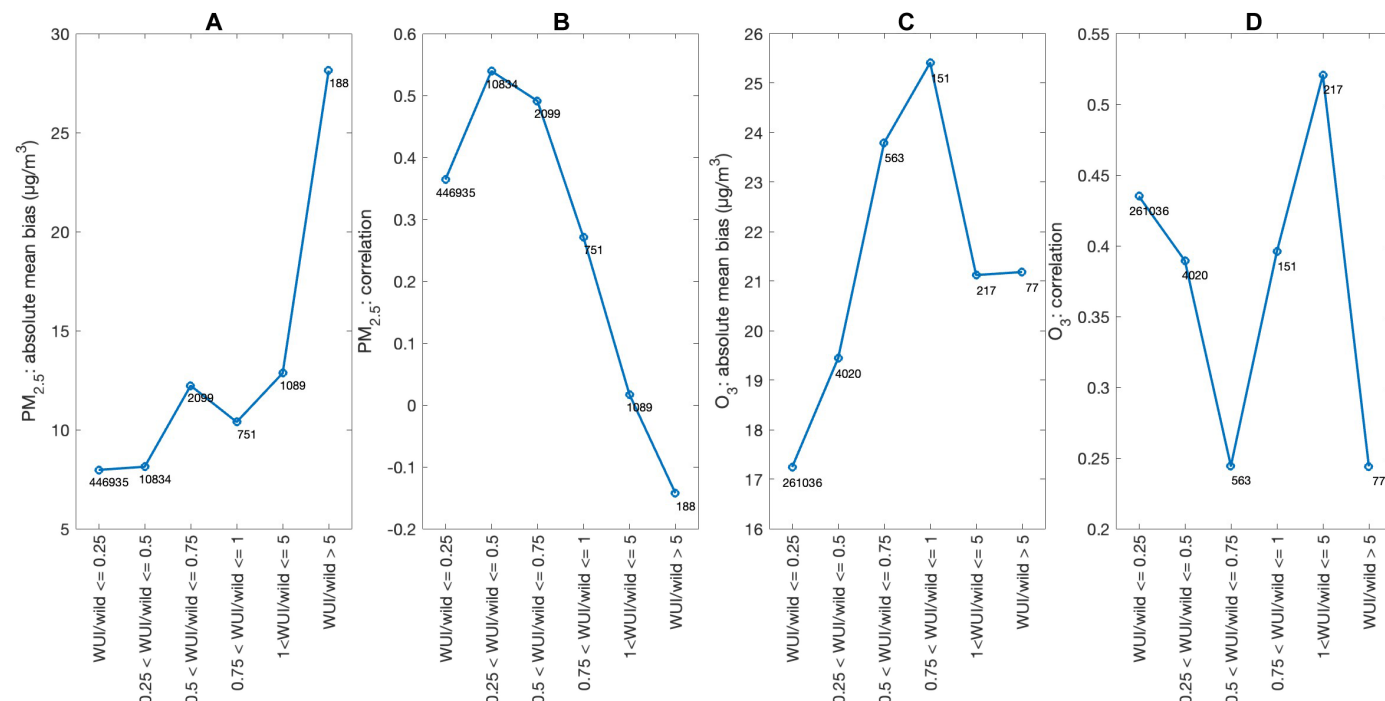 A
PM2.5: absolute mean bias (µg/m3)
30
25
20
15
10
5
446935
10834
2099
751
1089
188
WUI/wild <= 0.25
0.25 < WUI/wild <= 0.5
0.5 < WUI/wild <= 0.75
0.75 < WUI/wild <= 1
1<WUI/wild <= 5
WUI/wild > 5
B
PM2.5: correlation
0.6
0.5
0.4
0.3
0.2
0.1
0
-0.1
-0.2
446935
10834
2099
751
1089
188
WUI/wild <= 0.25
0.25 < WUI/wild <= 0.5
0.5 < WUI/wild <= 0.75
0.75 < WUI/wild <= 1
1<WUI/wild <= 5
WUI/wild > 5
C
O3: absolute mean bias (µg/m3)
26
25
24
23
22
21
20
19
18
17
16
261036
4020
563
151
217
77
WUI/wild <= 0.25
0.25 < WUI/wild <= 0.5
0.5 < WUI/wild <= 0.75
0.75 < WUI/wild <= 1
1<WUI/wild <= 5
WUI/wild > 5
D
O3: correlation
0.55
0.5
0.45
0.4
0.35
0.3
0.25
0.2
261036
4020
563
151
217
77
WUI/wild <= 0.25
0.25 < WUI/wild <= 0.5
0.5 < WUI/wild <= 0.75
0.75 < WUI/wild <= 1
1<WUI/wild <= 5
WUI/wild > 5